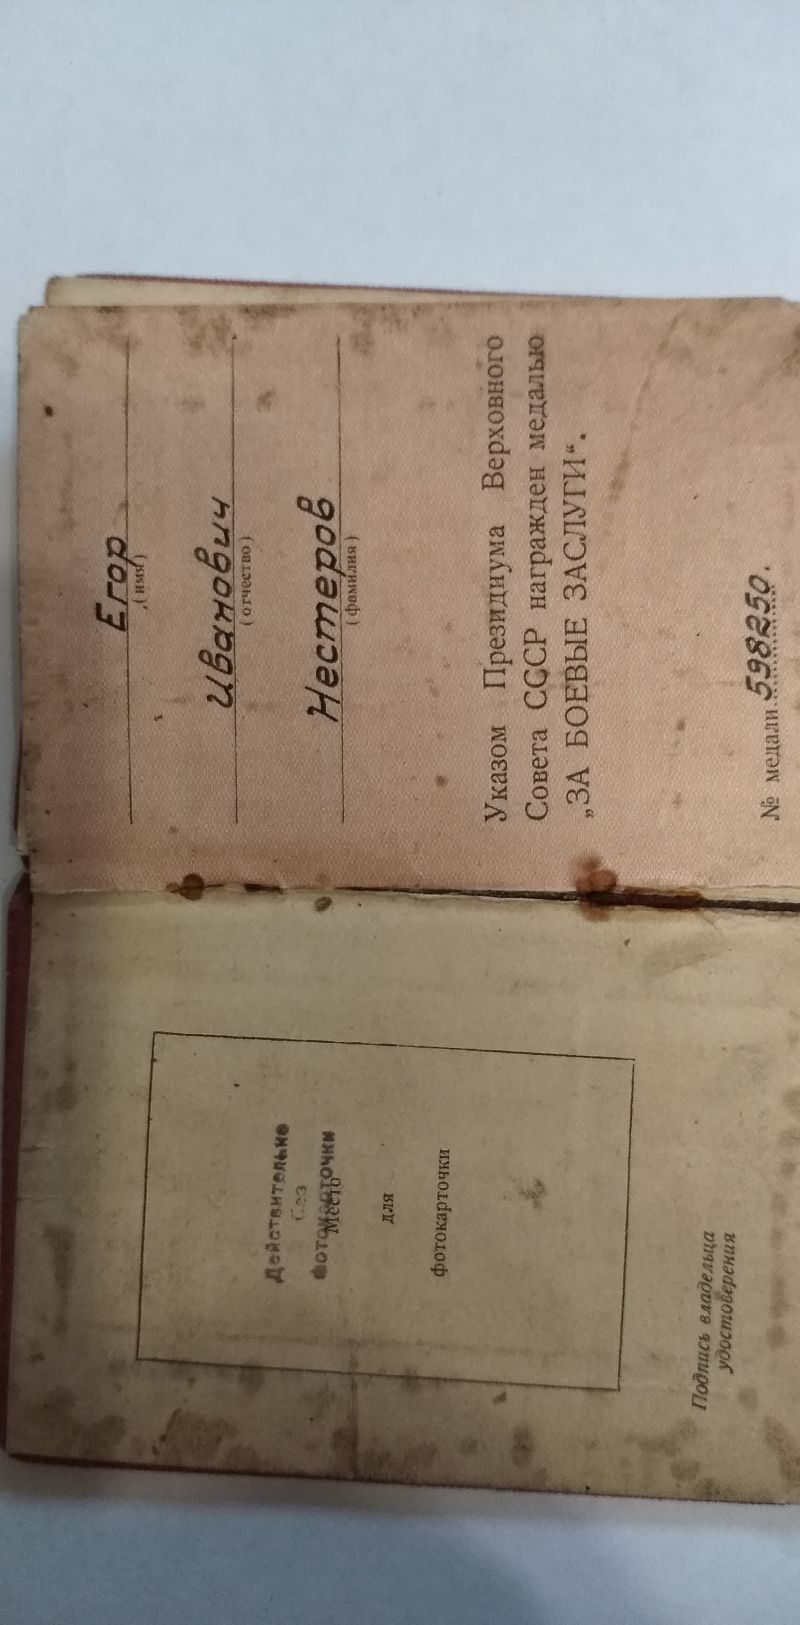 Действительно
без
фотокарточки
Место
для
фотокарточки
Подпись владельца
удостоверения
Егор
(имя)
Иванович
(отчество)
Нестеров
(фамилия)
Указом Президиума Верховного
Совета СССР награжден медалью
„ЗА БОЕВЫЕ ЗАСЛУГИ“.
№ медали 598250.